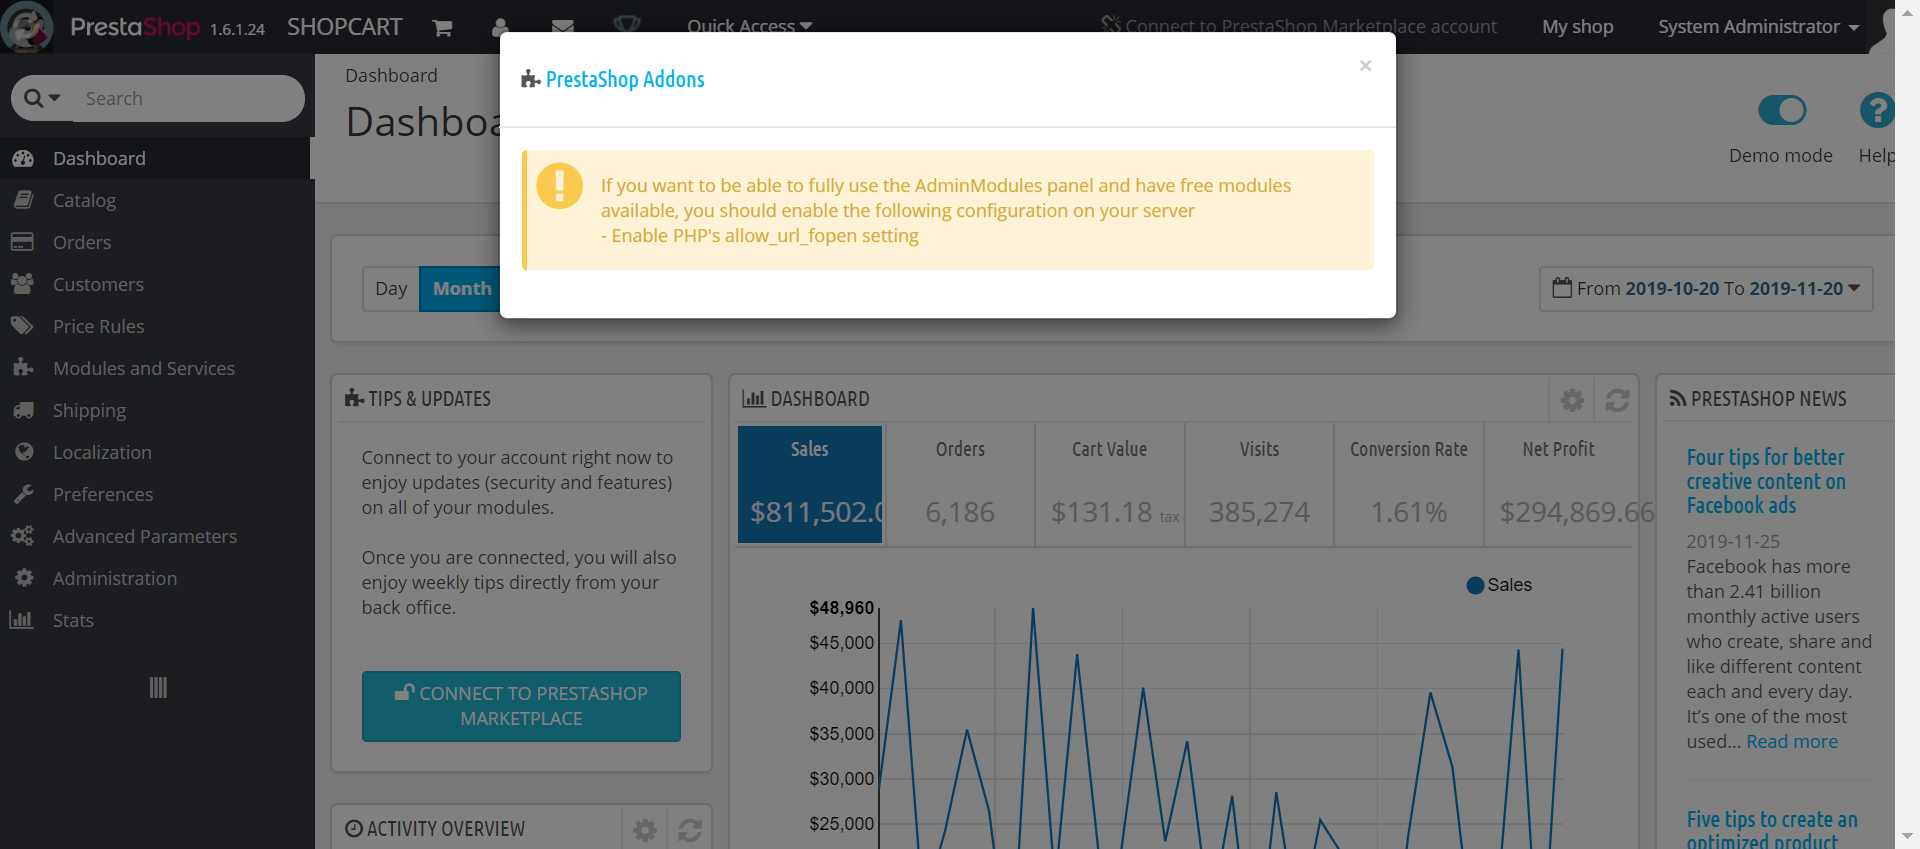 PrestaShop 1.6.1.24 SHOPCART Quick Access Connect to PrestaShop Marketplace account My shop System Administrator
Search
Dashboard
Catalog
Orders
Customers
Price Rules
Modules and Services
Shipping
Localization
Preferences
Advanced Parameters
Administration
Stats
Dashboard
Demo mode
Help
PrestaShop Addons
×
If you want to be able to fully use the AdminModules panel and have free modules
available, you should enable the following configuration on your server
- Enable PHP's allow_url_fopen setting
Day Month
From 2019-10-20 To 2019-11-20
TIPS & UPDATES
Connect to your account right now to
enjoy updates (security and features)
on all of your modules.
Once you are connected, you will also
enjoy weekly tips directly from your
back office.
CONNECT TO PRESTASHOP
MARKETPLACE
ACTIVITY OVERVIEW
DASHBOARD
Sales Orders Cart Value Visits Conversion Rate Net Profit
$811,502.0 6,186 $131.18 tax 385,274 1.61% $294,869.66
Sales
$48,960
$45,000
$40,000
$35,000
$30,000
$25,000
PRESTASHOP NEWS
Four tips for better
creative content on
Facebook ads
2019-11-25
Facebook has more
than 2.41 billion
monthly active users
who create, share and
like different content
each and every day.
It’s one of the most
used... Read more
Five tips to create an
optimized product